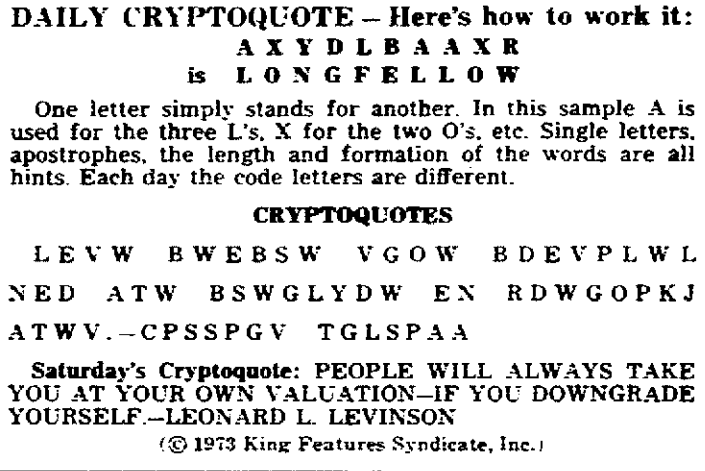 DAILY CRYPTOQUOTE – Here's how to work it:
A X Y D L B A A X R
is L O N G F E L L O W
One letter simply stands for another. In this sample A is
used for the three L's, X for the two O's, etc. Single letters,
apostrophes, the length and formation of the words are all
hints. Each day the code letters are different.
CRYPTOQUOTES
L E V W B W E B S W V G O W B D E V P L W L
N E D A T W B S W G L Y D W E N R D W G O P K J
A T W V . – C P S S P G V T G L S P A A
Saturday's Cryptoquote: PEOPLE WILL ALWAYS TAKE
YOU AT YOUR OWN VALUATION–IF YOU DOWNGRADE
YOURSELF.–LEONARD L. LEVINSON
(© 1973 King Features Syndicate, Inc.)